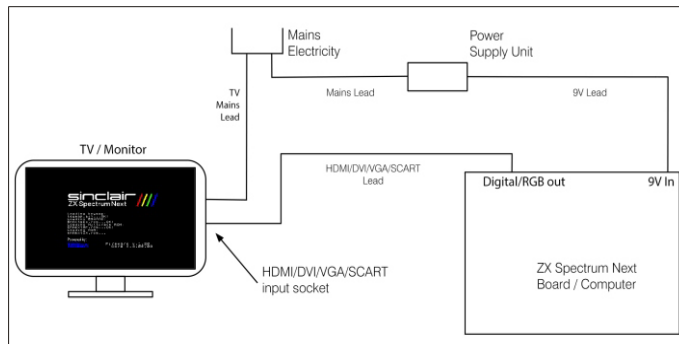 Mains
Electricity
Power
Supply Unit
TV
Mains
Lead
Mains Lead
9V Lead
TV / Monitor
HDMI/DVI/VGA/SCART
Lead
Digital/RGB out
9V In
sinclair
ZX Spectrum Next
HDMI/DVI/VGA/SCART
input socket
ZX Spectrum Next
Board / Computer